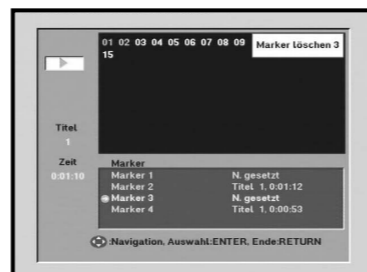 01 02 03 04 05 06 07 08 09
15
Marker löschen 3
Titel
1
Zeit
0:01:10
Marker
Marker 1 N. gesetzt
Marker 2 Titel 1, 0:01:12
Marker 3 N. gesetzt
Marker 4 Titel 1, 0:00:53
:Navigation, Auswahl:ENTER, Ende:RETURN